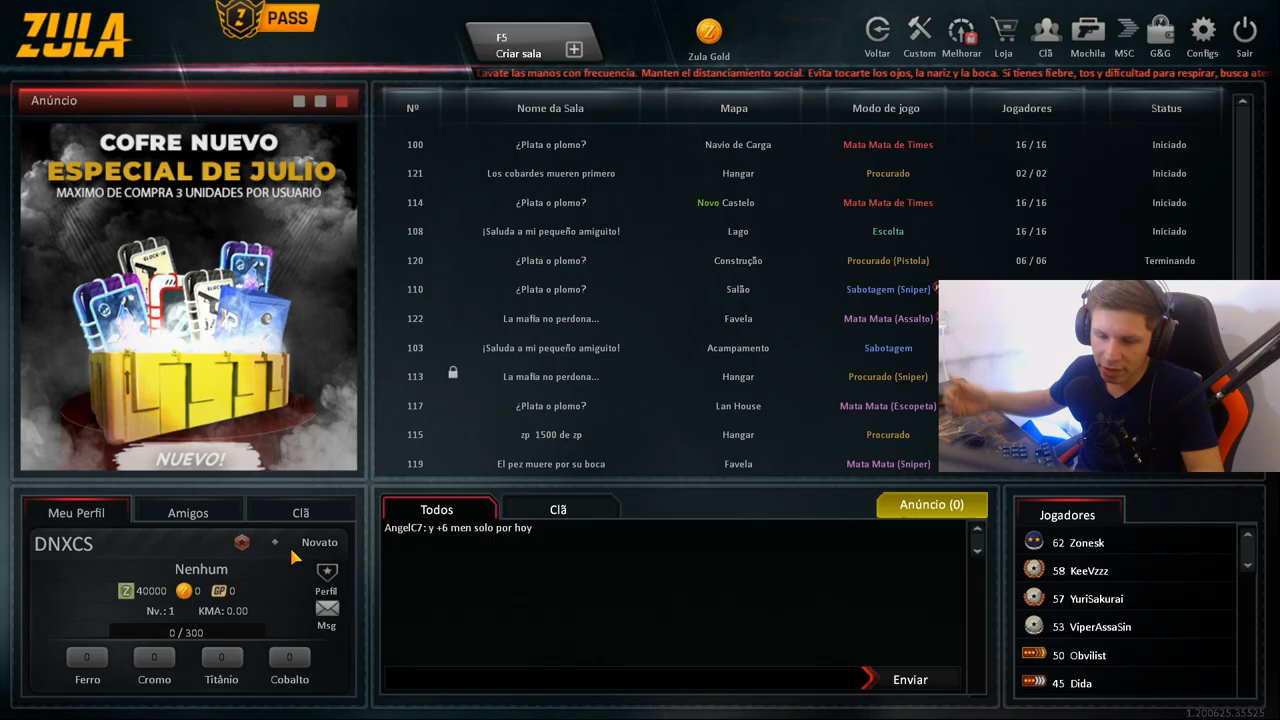 ZULA
Z PASS
F5
Criar sala
Zula Gold
Voltar
Custom
Melhorar
Loja
Clã
Mochila
MSC
G&G
Configs
Sair
Lavate las manos con frecuencia. Manten el distanciamiento social. Evita tocarte los ojos, la nariz y la boca. Si tienes fiebre, tos y dificultad para respirar, busca aten
Anúncio
COFRE NUEVO
ESPECIAL DE JULIO
MAXIMO DE COMPRA 3 UNIDADES POR USUARIO
NUEVO!
Nº Nome da Sala Mapa Modo de jogo Jogadores Status
100 ¿Plata o plomo? Navio de Carga Mata Mata de Times 16 / 16 Iniciado
121 Los cobardes mueren primero Hangar Procurado 02 / 02 Iniciado
114 ¿Plata o plomo? Novo Castelo Mata Mata de Times 16 / 16 Iniciado
108 ¡Saluda a mi pequeño amiguito! Lago Escolta 16 / 16 Iniciado
120 ¿Plata o plomo? Construção Procurado (Pistola) 06 / 06 Terminando
110 ¿Plata o plomo? Salão Sabotagem (Sniper)
122 La mafia no perdona... Favela Mata Mata (Assalto)
103 ¡Saluda a mi pequeño amiguito! Acampamento Sabotagem
113 La mafia no perdona... Hangar Procurado (Sniper)
117 ¿Plata o plomo? Lan House Mata Mata (Escopeta)
115 zp 1500 de zp Hangar Procurado
119 El pez muere por su boca Favela Mata Mata (Sniper)
Meu Perfil
Amigos
Clã
DNXCS
Novato
Nenhum
Z 40000 Z 0 GP 0
Perfil
Nv.: 1 KMA: 0.00
Msg
0 / 300
0 0 0 0
Ferro Cromo Titânio Cobalto
Todos
Clã
Anúncio (0)
AngelC7: y +6 men solo por hoy
Enviar
Jogadores
62 Zonesk
58 KeeVzzz
57 YuriSakurai
53 ViperAssaSin
50 Obvilist
45 Dida
1.200625.35525